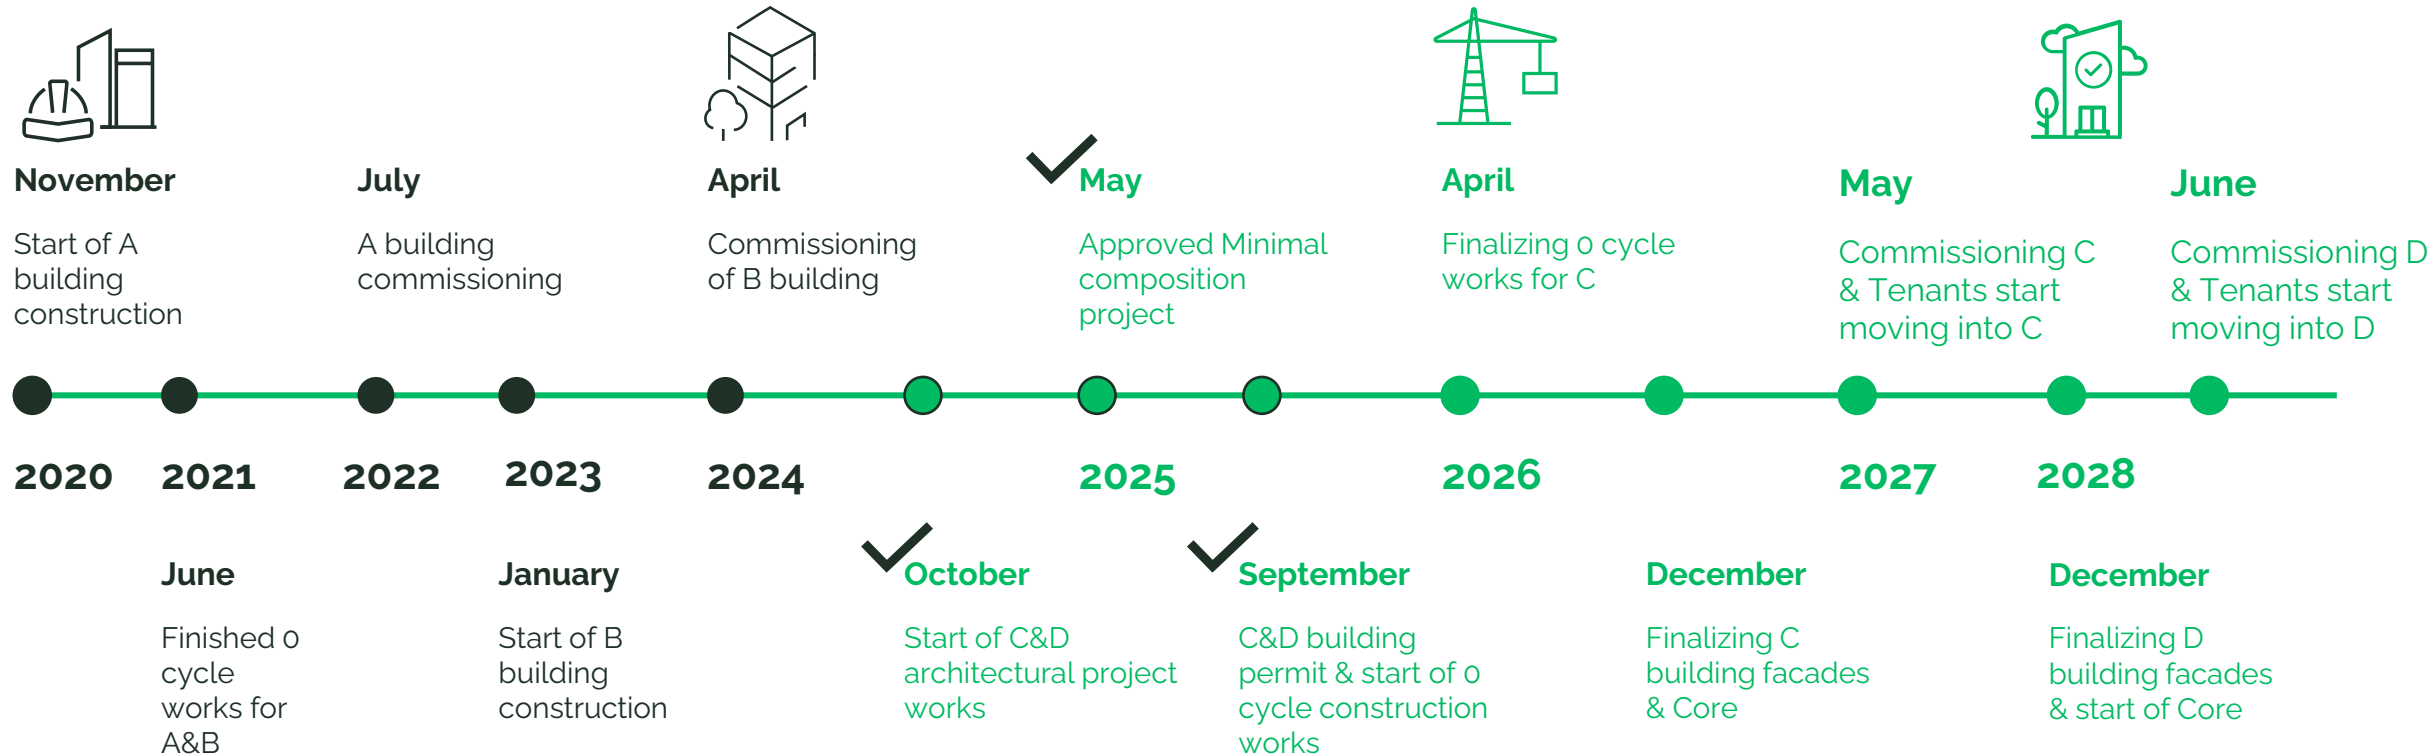 November
Start of A
building
construction
July
A building
commissioning
April
Commissioning
of B building
May
Approved Minimal
composition
project
April
Finalizing 0 cycle
works for C
May
Commissioning C
& Tenants start
moving into C
June
Commissioning D
& Tenants start
moving into D
2020
2021
2022
2023
2024
2025
2026
2027
2028
June
Finished 0
cycle
works for
A&B
January
Start of B
building
construction
October
Start of C&D
architectural project
works
September
C&D building
permit & start of 0
cycle construction
works
December
Finalizing C
building facades
& Core
December
Finalizing D
building facades
& start of Core